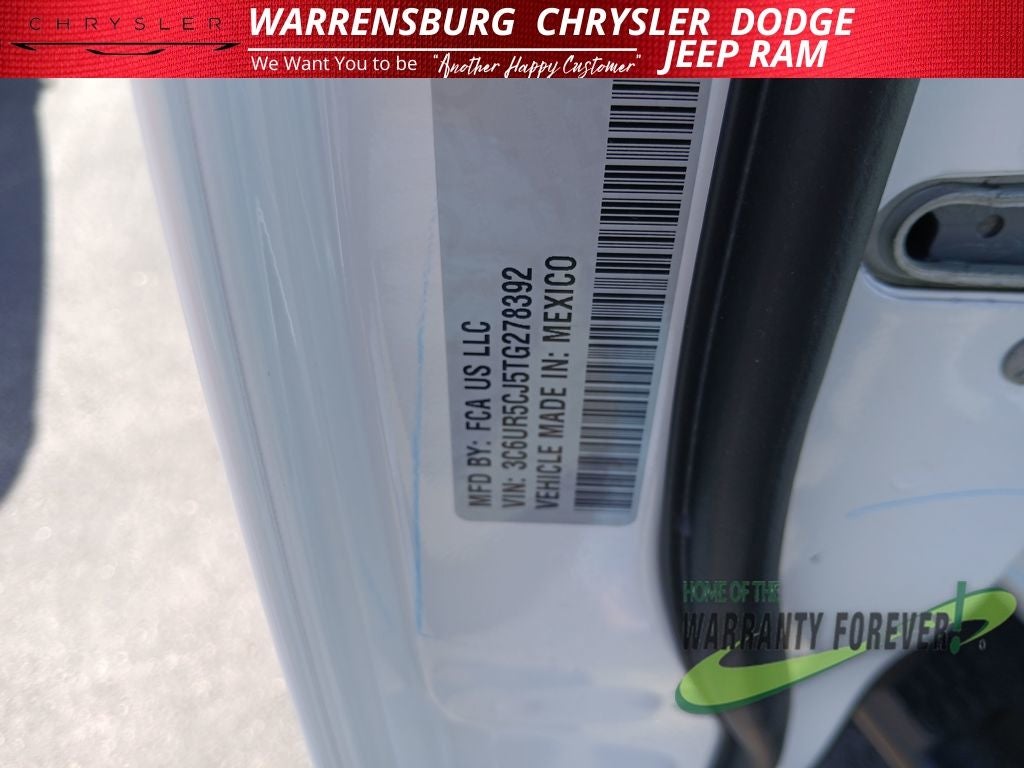 CHRYSLER
WARRENSBURG CHRYSLER DODGE
JEEP RAM
We Want You to be "Another Happy Customer"
MFD BY: FCA US LLC
VIN: 3C6UR5CJ5TG278392
VEHICLE MADE IN: MEXICO
HOME OF THE
WARRANTY FOREVER!®